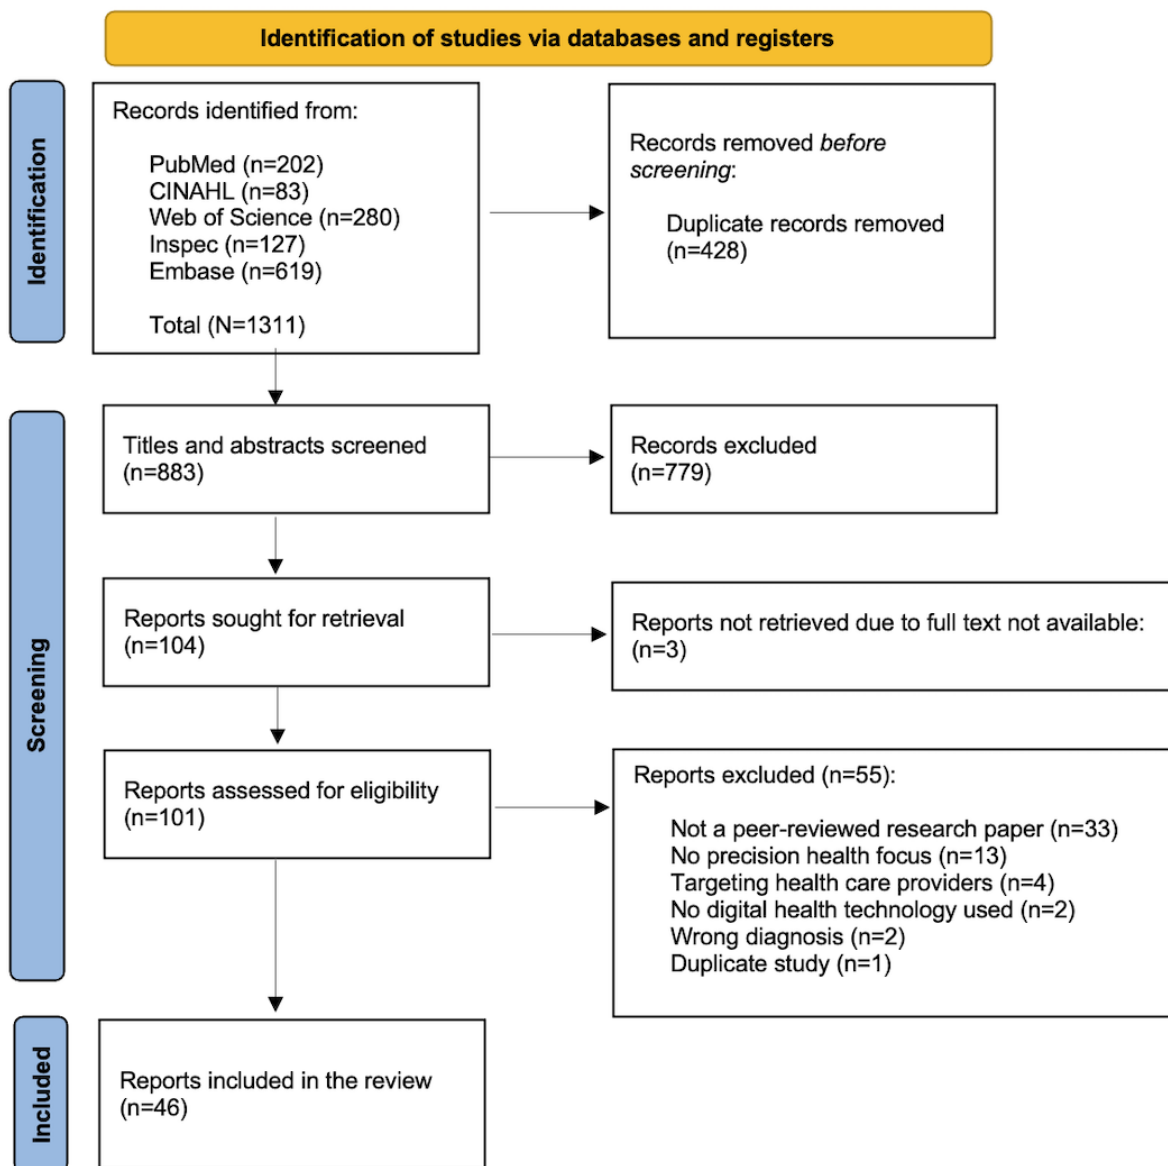 Identification of studies via databases and registers
Identification
Records identified from:
PubMed (n=202)
CINAHL (n=83)
Web of Science (n=280)
Inspec (n=127)
Embase (n=619)
Total (N=1311)
Records removed before
screening:
Duplicate records removed
(n=428)
Screening
Titles and abstracts screened
(n=883)
Records excluded
(n=779)
Reports sought for retrieval
(n=104)
Reports not retrieved due to full text not available:
(n=3)
Reports assessed for eligibility
(n=101)
Reports excluded (n=55):
Not a peer-reviewed research paper (n=33)
No precision health focus (n=13)
Targeting health care providers (n=4)
No digital health technology used (n=2)
Wrong diagnosis (n=2)
Duplicate study (n=1)
Included
Reports included in the review
(n=46)